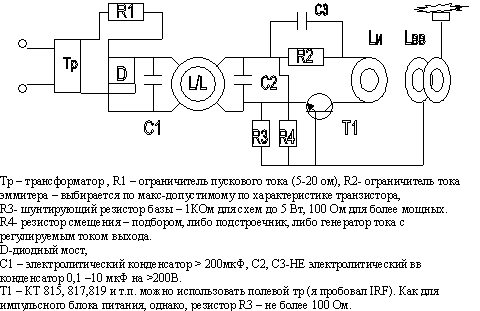 R1
C3
Тр
D
L/L
R2
Lи
Lвв
C1
C2
R3
R4
T1
Тр – трансформатор , R1 – ограничитель пускового тока (5-20 ом), R2- ограничитель тока
эммитера – выбирается по макс-допустимому по характеристике транзистора,
R3- шунтирующий резистор базы – 1КОм для схем до 5 Вт, 100 Ом для более мощных.
R4- резистор смещения – подбором, либо подстроечник, либо генератор тока с
регулируемым током выхода.
D-диодный мост,
C1 – электролитический конденсатор > 200мкФ, C2, C3-НЕ электролитический вв
конденсатор 0,1 –10 мкФ на >200В.
T1 – КТ 815, 817,819 и т.п. можно использовать полевой тр (я пробовал IRF). Как для
импульсного блока питания, однако, резистор R3 – не более 100 Ом.